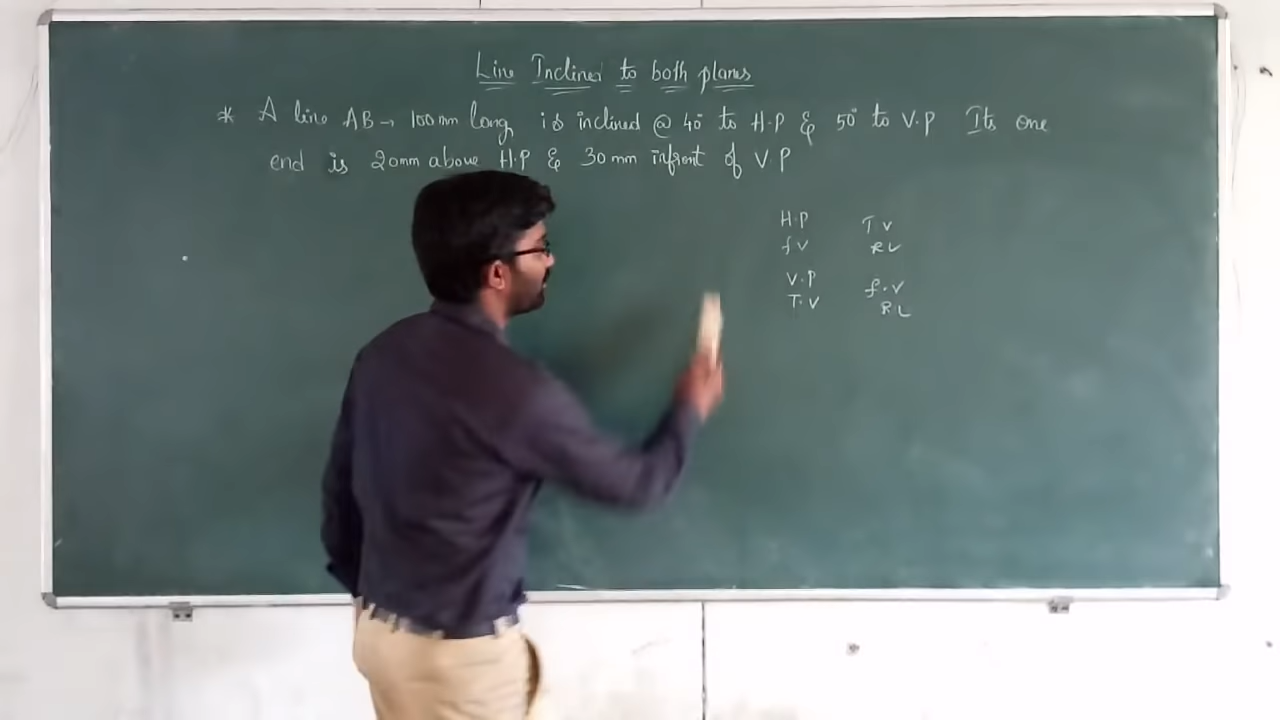 Line Inclined to both planes
* A line AB → 100mm long, is inclined @ 40° to H.P & 50° to V.P Its one
end is 20mm above H.P & 30mm infront of V.P
H.P T V
f V R L
V.P f.V
T.V R L